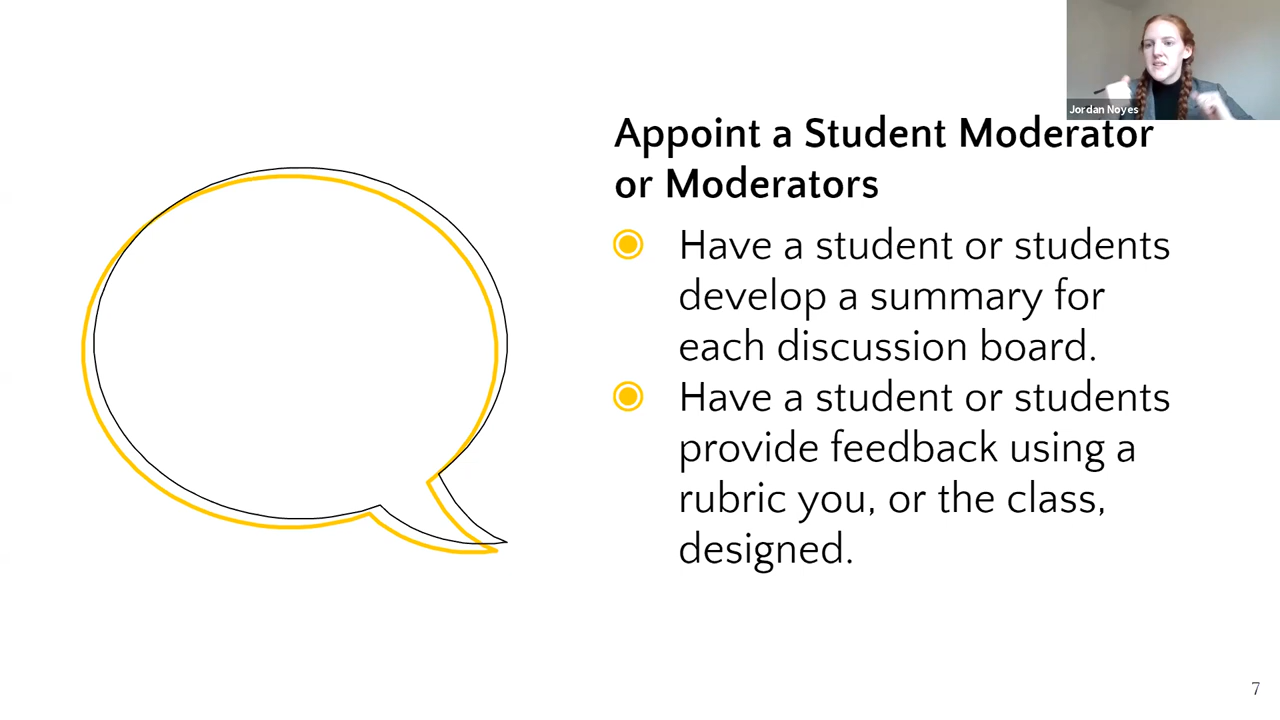 Jordan Noyes
Appoint a Student Moderator
or Moderators
Have a student or students
develop a summary for
each discussion board.
Have a student or students
provide feedback using a
rubric you, or the class,
designed.
7